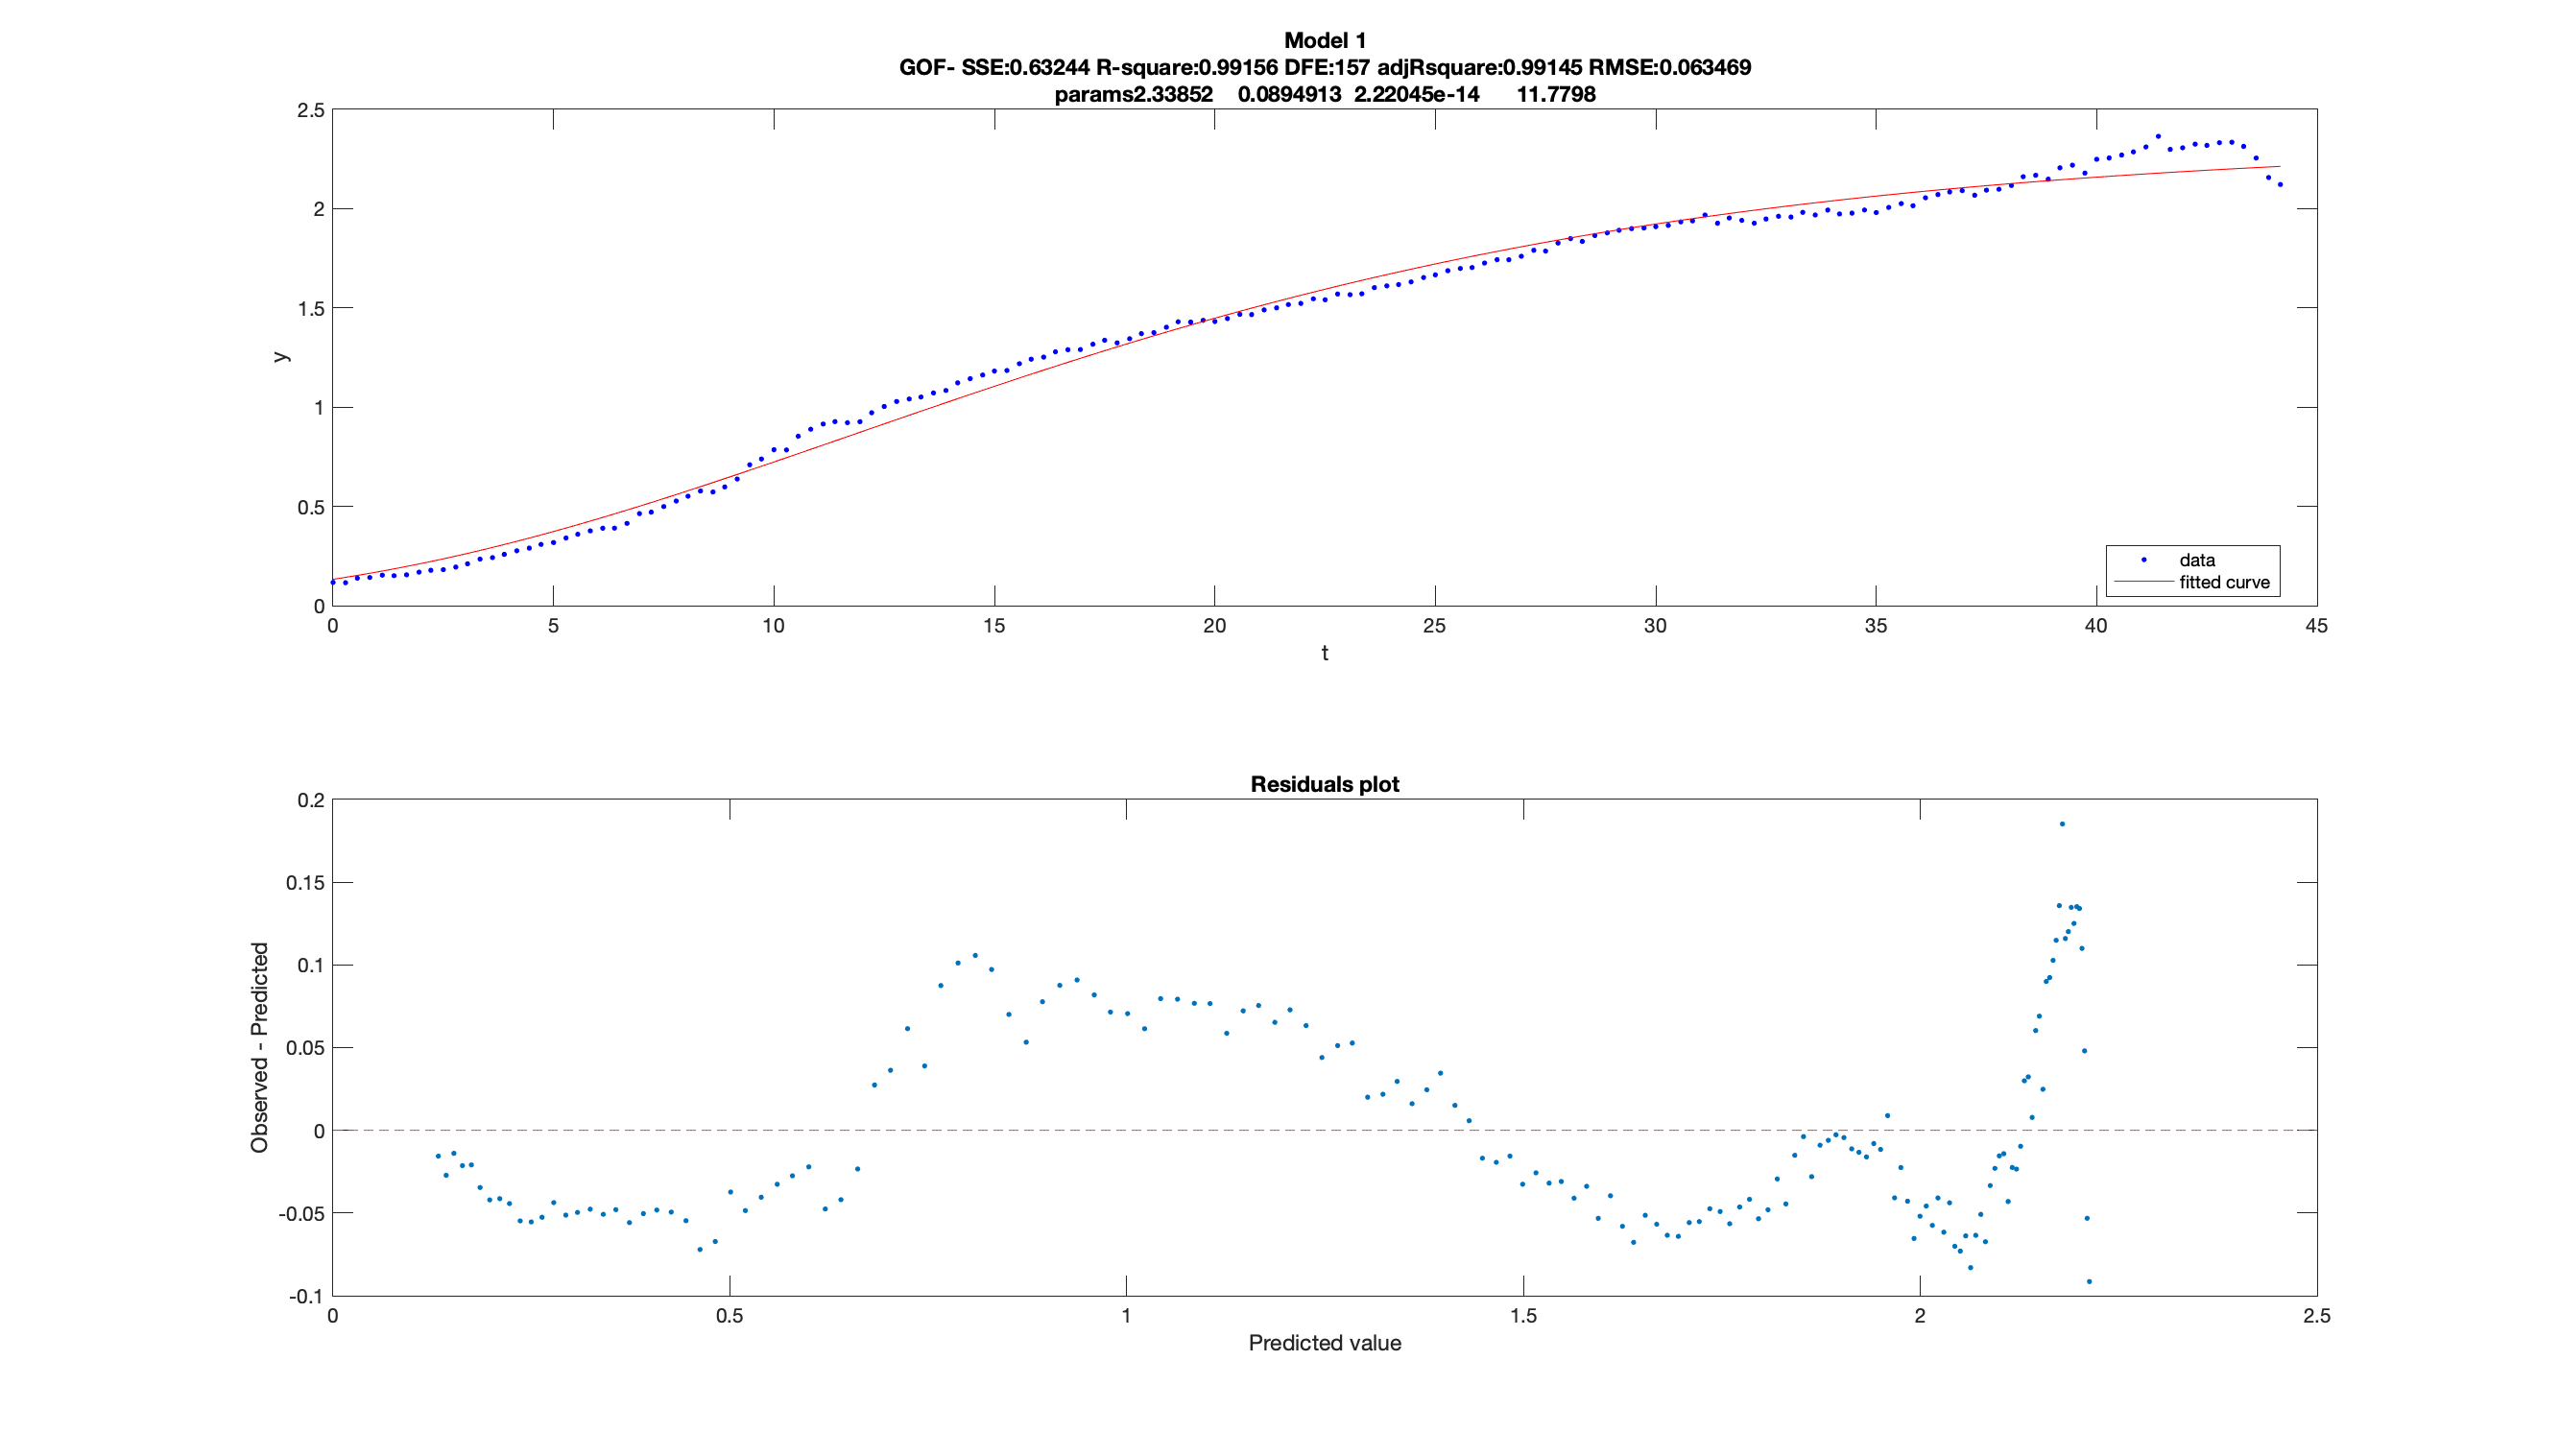 Model 1
GOF- SSE:0.63244 R-square:0.99156 DFE:157 adjRsquare:0.99145 RMSE:0.063469
params2.33852 0.0894913 2.22045e-14 11.7798
2.5
2
1.5
1
0.5
0
y
0 5 10 15 20 25 30 35 40 45
t
data
fitted curve
Residuals plot
0.2
0.15
0.1
0.05
0
-0.05
-0.1
Observed - Predicted
0 0.5 1 1.5 2 2.5
Predicted value